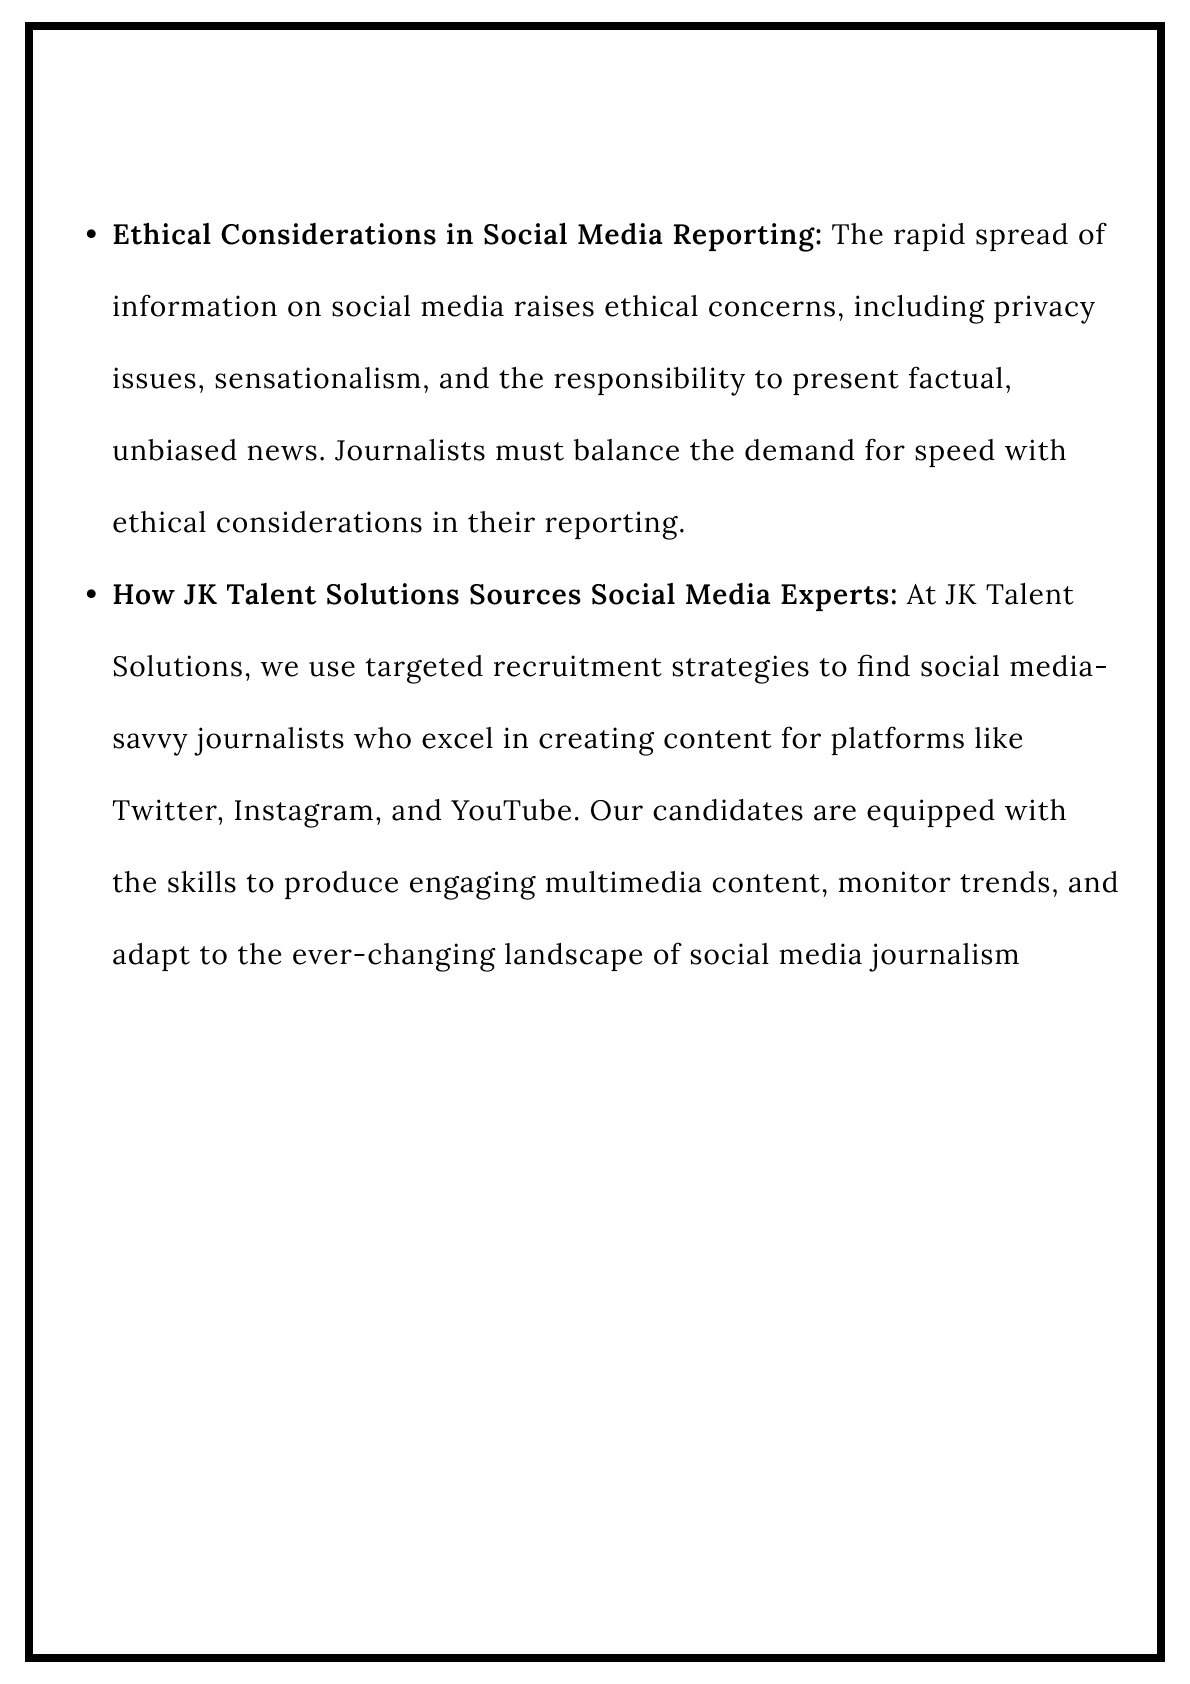 • Ethical Considerations in Social Media Reporting: The rapid spread of
information on social media raises ethical concerns, including privacy
issues, sensationalism, and the responsibility to present factual,
unbiased news. Journalists must balance the demand for speed with
ethical considerations in their reporting.
• How JK Talent Solutions Sources Social Media Experts: At JK Talent
Solutions, we use targeted recruitment strategies to find social media-
savvy journalists who excel in creating content for platforms like
Twitter, Instagram, and YouTube. Our candidates are equipped with
the skills to produce engaging multimedia content, monitor trends, and
adapt to the ever-changing landscape of social media journalism